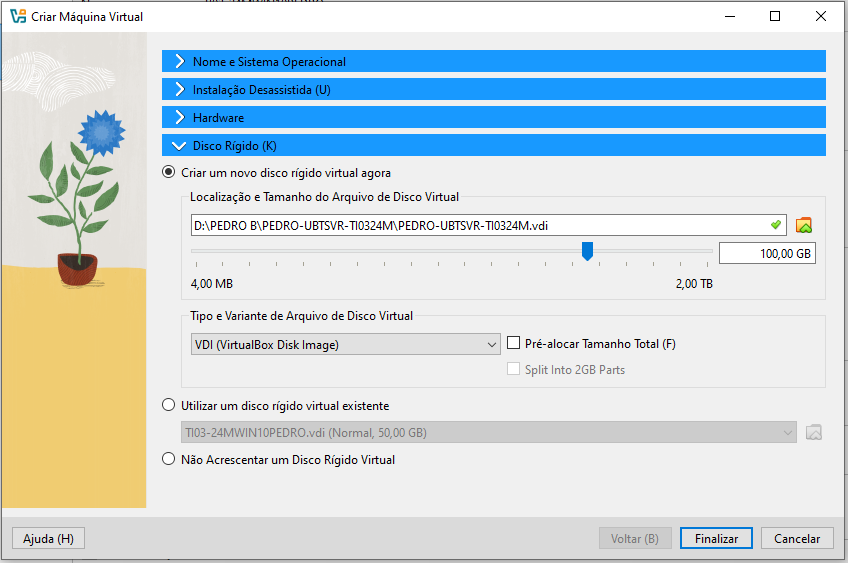 Criar Máquina Virtual
Nome e Sistema Operacional
Instalação Desassistida (U)
Hardware
Disco Rígido (K)
Criar um novo disco rígido virtual agora
Localização e Tamanho do Arquivo de Disco Virtual
D:\PEDRO B\PEDRO-UBTSVR-TI0324M\PEDRO-UBTSVR-TI0324M.vdi
100,00 GB
4,00 MB 2,00 TB
Tipo e Variante de Arquivo de Disco Virtual
VDI (VirtualBox Disk Image) Pré-alocar Tamanho Total (F)
Split Into 2GB Parts
Utilizar um disco rígido virtual existente
TI03-24MWIN10PEDRO.vdi (Normal, 50,00 GB)
Não Acrescentar um Disco Rígido Virtual
Ajuda (H) Voltar (B) Finalizar Cancelar